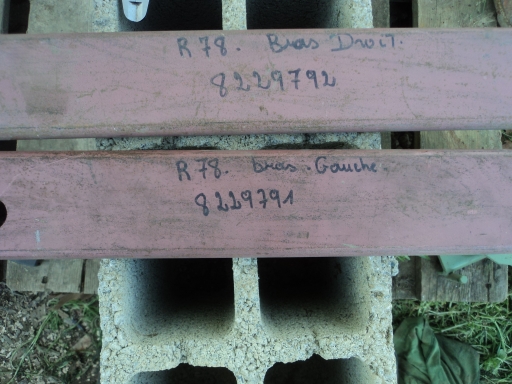 R78. Bras Droit.
8229792
R78. bras. Gauche
8229791